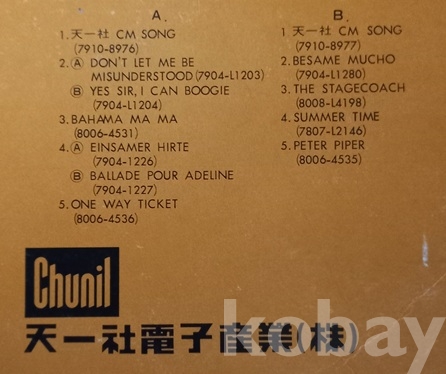 A.
1. 天一社 CM SONG
(7910-8976)
2. Ⓐ DON'T LET ME BE
MISUNDERSTOOD (7904-L1203)
Ⓑ YES SIR, I CAN BOOGIE
(7904-L1204)
3. BAHAMA MA MA
(8006-4531)
4. Ⓐ EINSAMER HIRTE
(7904-1226)
Ⓑ BALLADE POUR ADELINE
(7904-1227)
5. ONE WAY TICKET
(8006-4536)
B.
1. 天一社 CM SONG
(7910-8977)
2. BESAME MUCHO
(7904-L1280)
3. THE STAGECOACH
(8008-L4198)
4. SUMMER TIME
(7807-L2146)
5. PETER PIPER
(8006-4535)
Chunil
天一社電子産業(株)
kobay